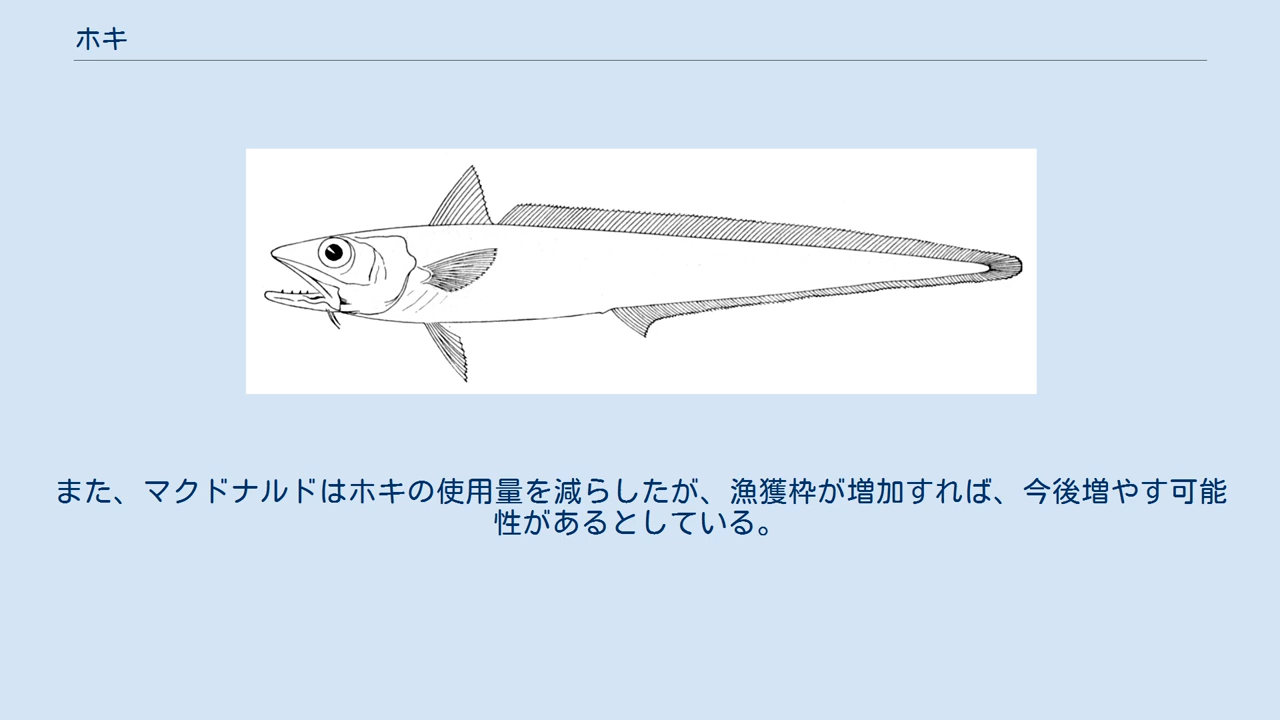 ホキ
また、マクドナルドはホキの使用量を減らしたが、漁獲枠が増加すれば、今後増やす可能
性があるとしている。